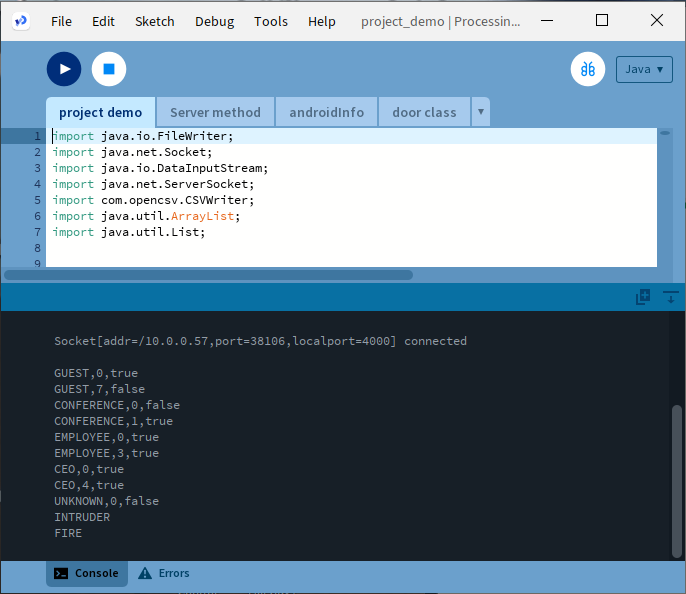 File Edit Sketch Debug Tools Help project_demo | Processin...
Java ▾
project demo Server method androidInfo door class ▾
1 import java.io.FileWriter;
2 import java.net.Socket;
3 import java.io.DataInputStream;
4 import java.net.ServerSocket;
5 import com.opencsv.CSVWriter;
6 import java.util.ArrayList;
7 import java.util.List;
8
9
Socket[addr=/10.0.0.57,port=38106,localport=4000] connected
GUEST,0,true
GUEST,7,false
CONFERENCE,0,false
CONFERENCE,1,true
EMPLOYEE,0,true
EMPLOYEE,3,true
CEO,0,true
CEO,4,true
UNKNOWN,0,false
INTRUDER
FIRE
Console Errors